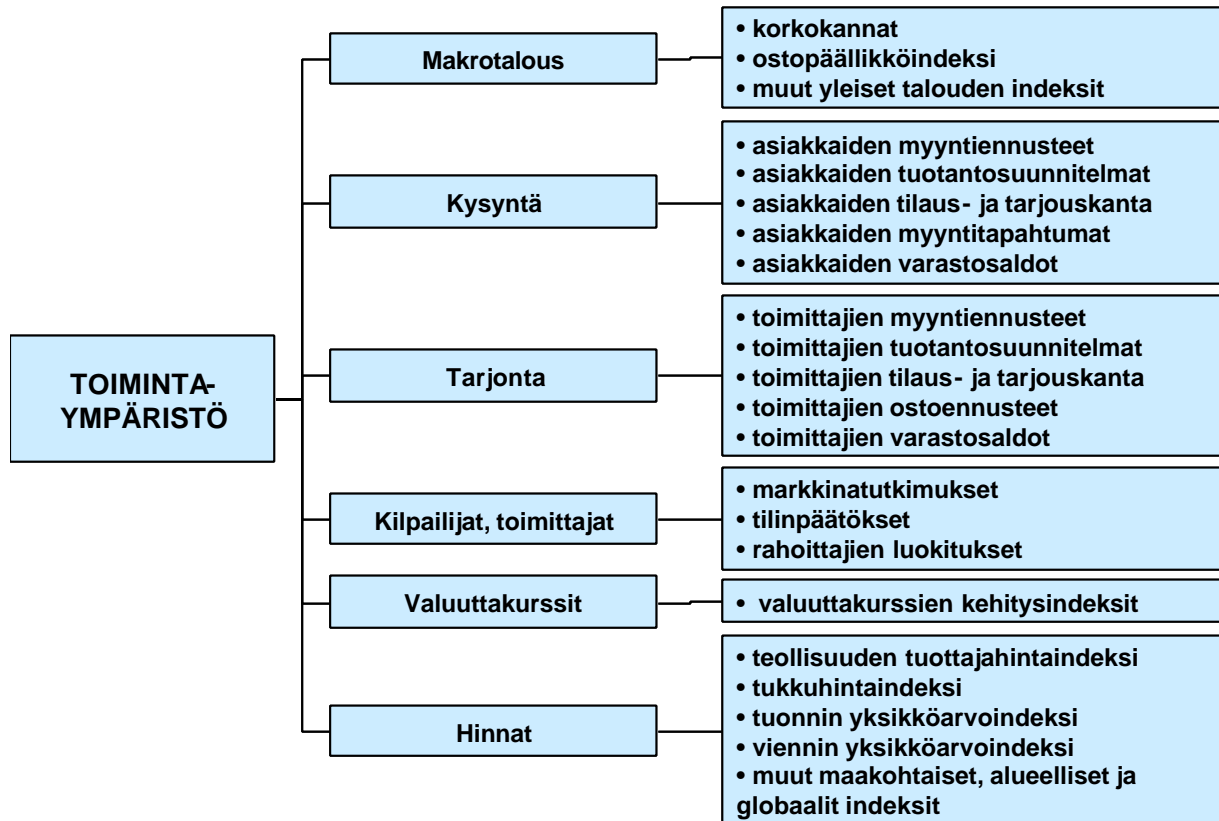 TOIMINTA-
YMPÄRISTÖ
Makrotalous
• korkokannat
• ostopäällikköindeksi
• muut yleiset talouden indeksit
Kysyntä
• asiakkaiden myyntiennusteet
• asiakkaiden tuotantosuunnitelmat
• asiakkaiden tilaus- ja tarjouskanta
• asiakkaiden myyntitapahtumat
• asiakkaiden varastosaldot
Tarjonta
• toimittajien myyntiennusteet
• toimittajien tuotantosuunnitelmat
• toimittajien tilaus- ja tarjouskanta
• toimittajien ostoennusteet
• toimittajien varastosaldot
Kilpailijat, toimittajat
• markkinatutkimukset
• tilinpäätökset
• rahoittajien luokitukset
Valuuttakurssit
• valuuttakurssien kehitysindeksit
Hinnat
• teollisuuden tuottajahintaindeksi
• tukkuhintaindeksi
• tuonnin yksikköarvoindeksi
• viennin yksikköarvoindeksi
• muut maakohtaiset, alueelliset ja
globaalit indeksit